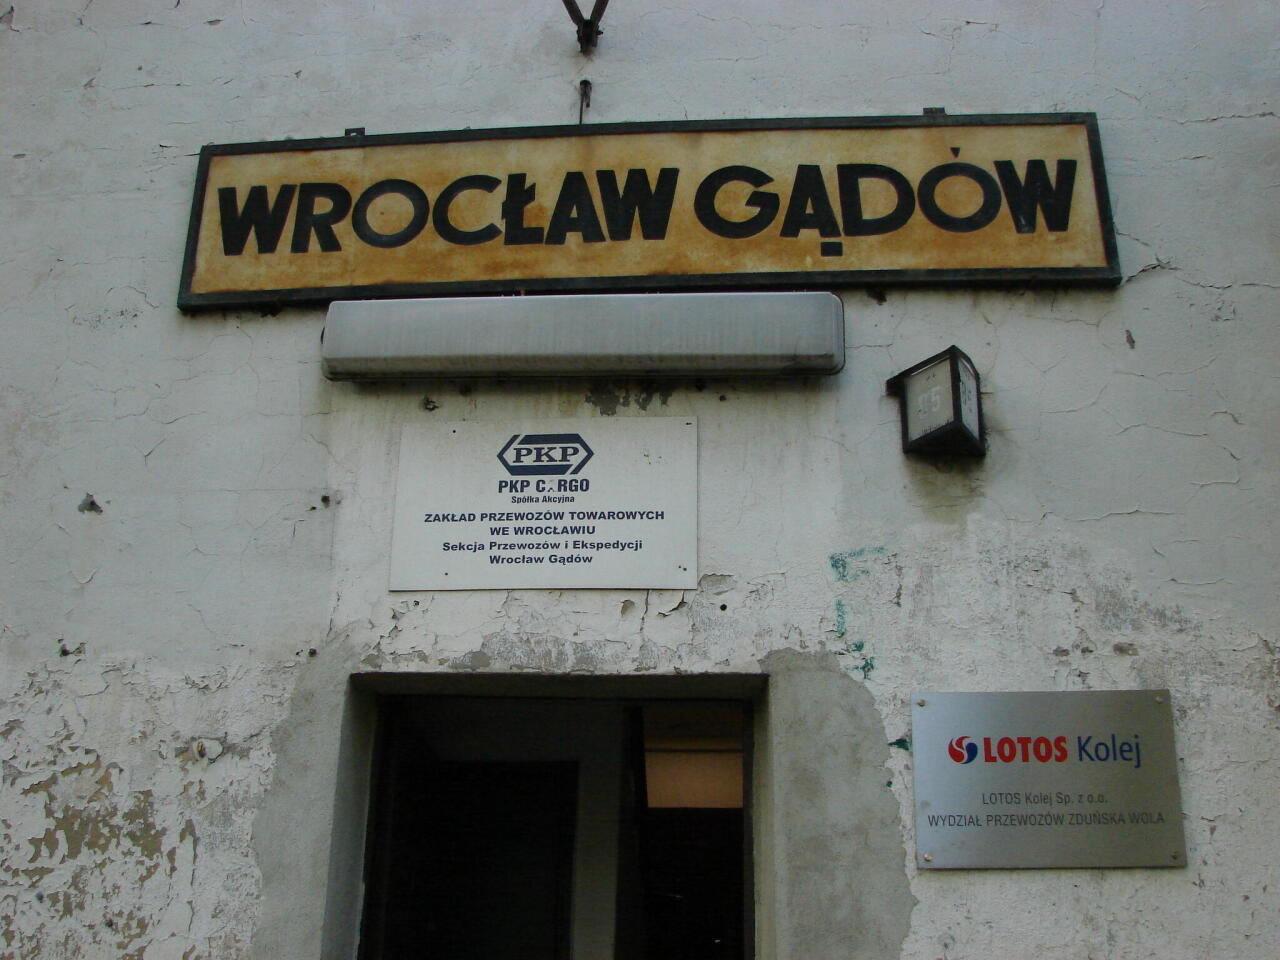 WROCŁAW GĄDÓW
95
PKP
PKP CARGO
Spółka Akcyjna
ZAKŁAD PRZEWOZÓW TOWAROWYCH
WE WROCŁAWIU
Sekcja Przewozów i Ekspedycji
Wrocław Gądów
LOTOS Kolej
LOTOS Kolej Sp. z o.o.
WYDZIAŁ PRZEWOZÓW ZDUŃSKA WOLA